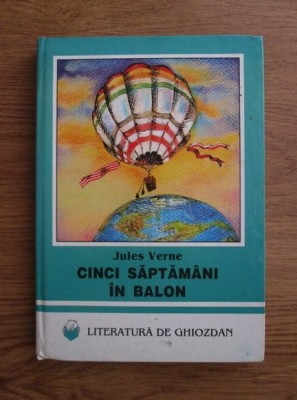 Jules Verne
CINCI SĂPTĂMÂNI
ÎN BALON
LITERATURĂ DE GHIOZDAN